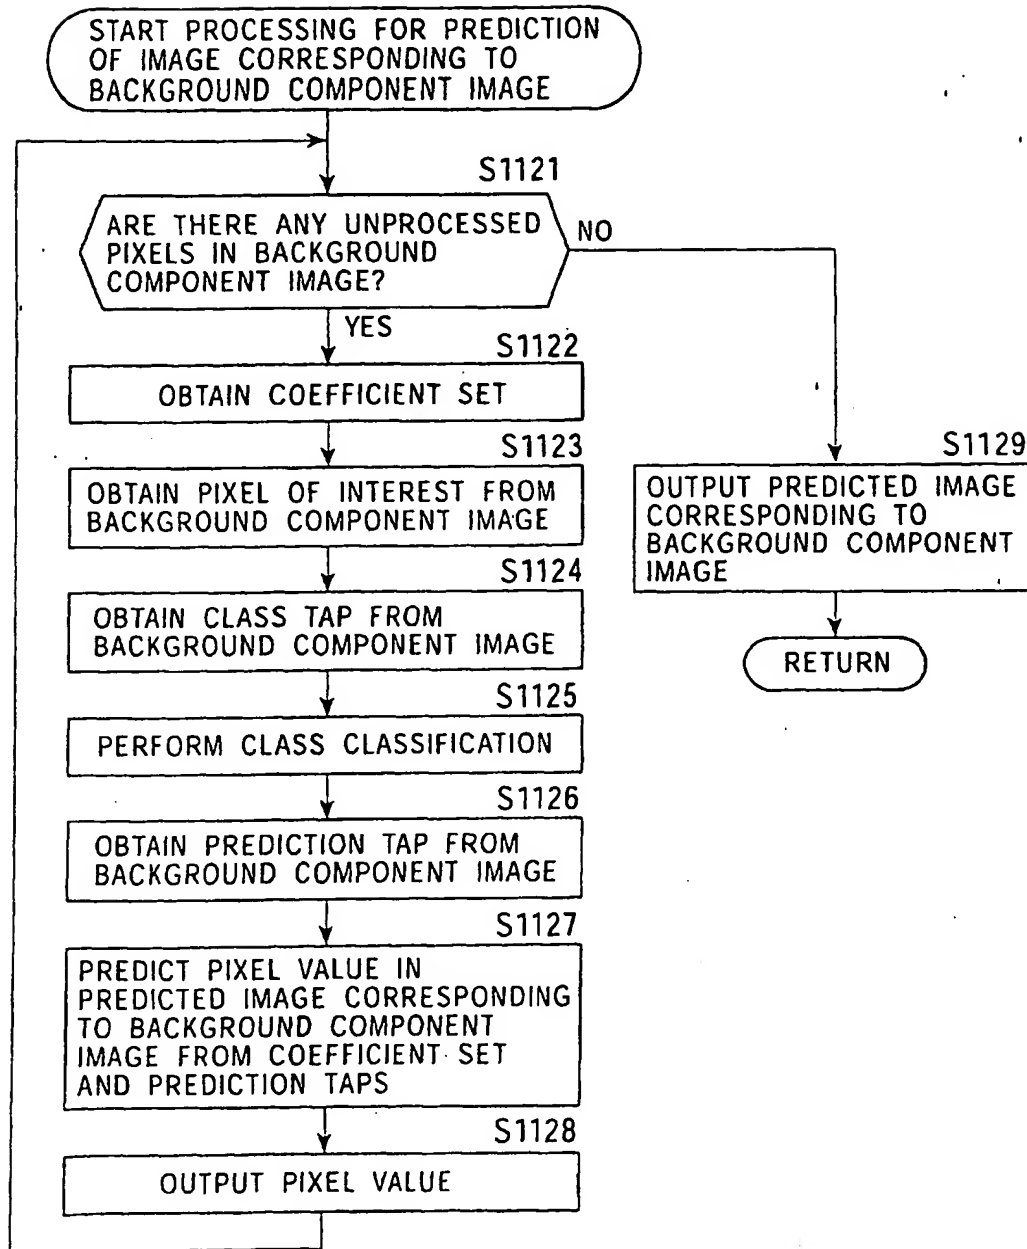 START PROCESSING FOR PREDICTION
OF IMAGE CORRESPONDING TO
BACKGROUND COMPONENT IMAGE
S1121
ARE THERE ANY UNPROCESSED
PIXELS IN BACKGROUND
COMPONENT IMAGE?
NO
YES
S1122
OBTAIN COEFFICIENT SET
S1123
OBTAIN PIXEL OF INTEREST FROM
BACKGROUND COMPONENT IMAGE
S1124
OBTAIN CLASS TAP FROM
BACKGROUND COMPONENT IMAGE
S1125
PERFORM CLASS CLASSIFICATION
S1126
OBTAIN PREDICTION TAP FROM
BACKGROUND COMPONENT IMAGE
S1127
PREDICT PIXEL VALUE IN
PREDICTED IMAGE CORRESPONDING
TO BACKGROUND COMPONENT
IMAGE FROM COEFFICIENT SET
AND PREDICTION TAPS
S1128
OUTPUT PIXEL VALUE
S1129
OUTPUT PREDICTED IMAGE
CORRESPONDING TO
BACKGROUND COMPONENT
IMAGE
RETURN